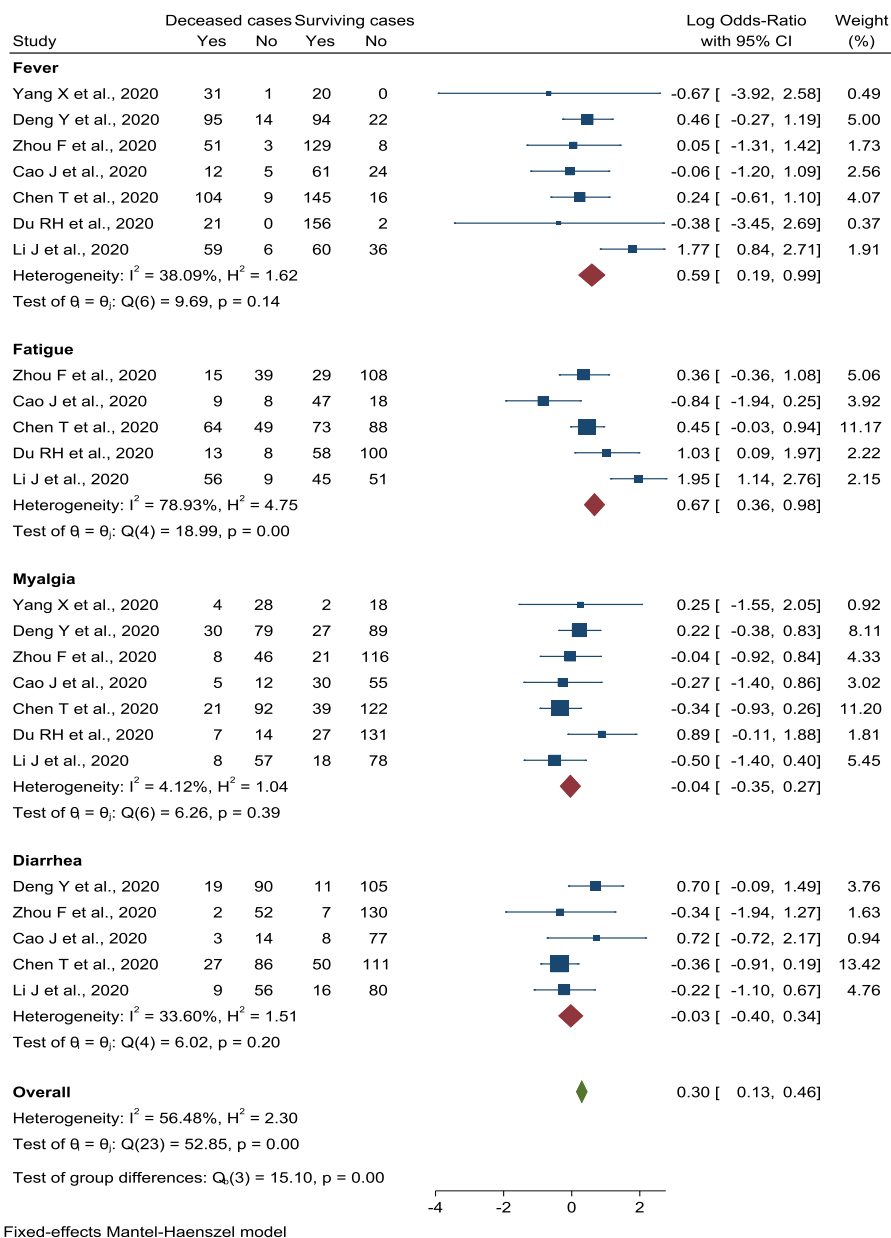 Deceased cases Surviving cases Log Odds-Ratio Weight
Study Yes No Yes No with 95% CI (%)
Fever
Yang X et al., 2020 31 1 20 0 -0.67 [ -3.92, 2.58] 0.49
Deng Y et al., 2020 95 14 94 22 0.46 [ -0.27, 1.19] 5.00
Zhou F et al., 2020 51 3 129 8 0.05 [ -1.31, 1.42] 1.73
Cao J et al., 2020 12 5 61 24 -0.06 [ -1.20, 1.09] 2.56
Chen T et al., 2020 104 9 145 16 0.24 [ -0.61, 1.10] 4.07
Du RH et al., 2020 21 0 156 2 -0.38 [ -3.45, 2.69] 0.37
Li J et al., 2020 59 6 60 36 1.77 [ 0.84, 2.71] 1.91
Heterogeneity: I² = 38.09%, H² = 1.62 0.59 [ 0.19, 0.99]
Test of θᵢ = θⱼ: Q(6) = 9.69, p = 0.14
Fatigue
Zhou F et al., 2020 15 39 29 108 0.36 [ -0.36, 1.08] 5.06
Cao J et al., 2020 9 8 47 18 -0.84 [ -1.94, 0.25] 3.92
Chen T et al., 2020 64 49 73 88 0.45 [ -0.03, 0.94] 11.17
Du RH et al., 2020 13 8 58 100 1.03 [ 0.09, 1.97] 2.22
Li J et al., 2020 56 9 45 51 1.95 [ 1.14, 2.76] 2.15
Heterogeneity: I² = 78.93%, H² = 4.75 0.67 [ 0.36, 0.98]
Test of θᵢ = θⱼ: Q(4) = 18.99, p = 0.00
Myalgia
Yang X et al., 2020 4 28 2 18 0.25 [ -1.55, 2.05] 0.92
Deng Y et al., 2020 30 79 27 89 0.22 [ -0.38, 0.83] 8.11
Zhou F et al., 2020 8 46 21 116 -0.04 [ -0.92, 0.84] 4.33
Cao J et al., 2020 5 12 30 55 -0.27 [ -1.40, 0.86] 3.02
Chen T et al., 2020 21 92 39 122 -0.34 [ -0.93, 0.26] 11.20
Du RH et al., 2020 7 14 27 131 0.89 [ -0.11, 1.88] 1.81
Li J et al., 2020 8 57 18 78 -0.50 [ -1.40, 0.40] 5.45
Heterogeneity: I² = 4.12%, H² = 1.04 -0.04 [ -0.35, 0.27]
Test of θᵢ = θⱼ: Q(6) = 6.26, p = 0.39
Diarrhea
Deng Y et al., 2020 19 90 11 105 0.70 [ -0.09, 1.49] 3.76
Zhou F et al., 2020 2 52 7 130 -0.34 [ -1.94, 1.27] 1.63
Cao J et al., 2020 3 14 8 77 0.72 [ -0.72, 2.17] 0.94
Chen T et al., 2020 27 86 50 111 -0.36 [ -0.91, 0.19] 13.42
Li J et al., 2020 9 56 16 80 -0.22 [ -1.10, 0.67] 4.76
Heterogeneity: I² = 33.60%, H² = 1.51 -0.03 [ -0.40, 0.34]
Test of θᵢ = θⱼ: Q(4) = 6.02, p = 0.20
Overall 0.30 [ 0.13, 0.46]
Heterogeneity: I² = 56.48%, H² = 2.30
Test of θᵢ = θⱼ: Q(23) = 52.85, p = 0.00
Test of group differences: Q_b(3) = 15.10, p = 0.00
-4 -2 0 2
Fixed-effects Mantel-Haenszel model